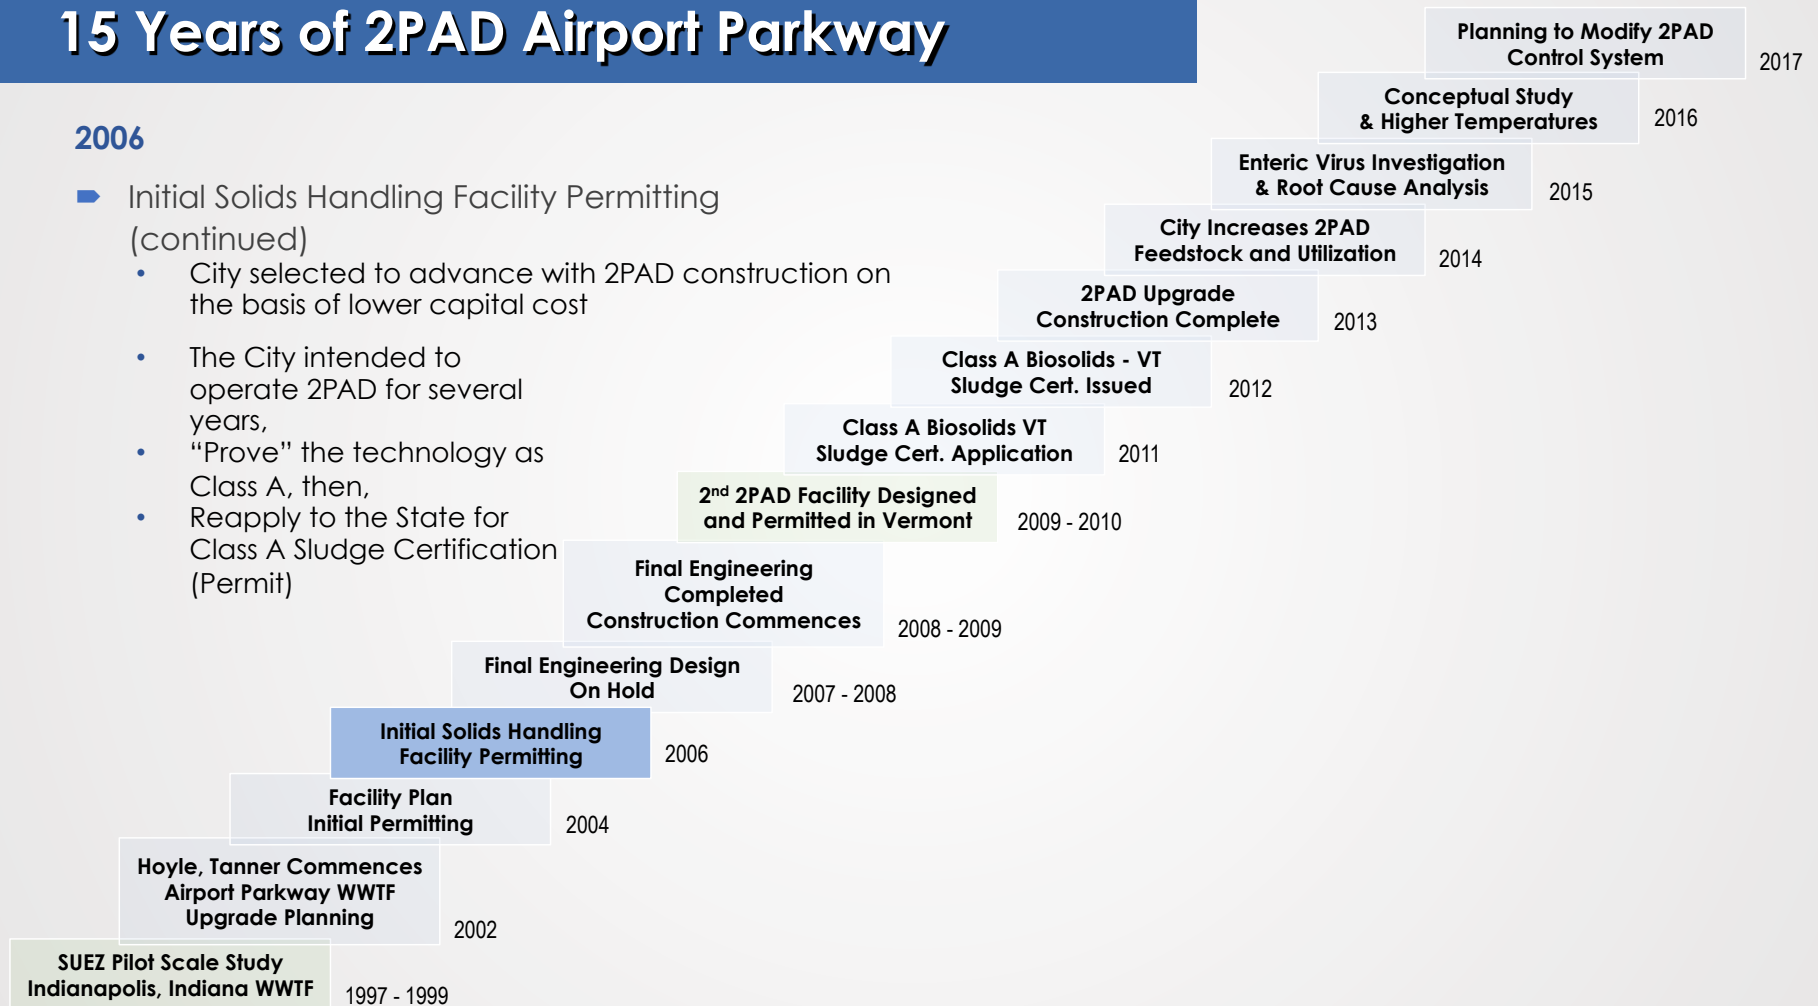 15 Years of 2PAD Airport Parkway
2006
Initial Solids Handling Facility Permitting
(continued)
• City selected to advance with 2PAD construction on
the basis of lower capital cost
• The City intended to
operate 2PAD for several
years,
• “Prove” the technology as
Class A, then,
• Reapply to the State for
Class A Sludge Certification
(Permit)
Planning to Modify 2PAD
Control System
2017
Conceptual Study
& Higher Temperatures
2016
Enteric Virus Investigation
& Root Cause Analysis
2015
City Increases 2PAD
Feedstock and Utilization
2014
2PAD Upgrade
Construction Complete
2013
Class A Biosolids - VT
Sludge Cert. Issued
2012
Class A Biosolids VT
Sludge Cert. Application
2011
2nd 2PAD Facility Designed
and Permitted in Vermont
2009 - 2010
Final Engineering
Completed
Construction Commences
2008 - 2009
Final Engineering Design
On Hold
2007 - 2008
Initial Solids Handling
Facility Permitting
2006
Facility Plan
Initial Permitting
2004
Hoyle, Tanner Commences
Airport Parkway WWTF
Upgrade Planning
2002
SUEZ Pilot Scale Study
Indianapolis, Indiana WWTF
1997 - 1999